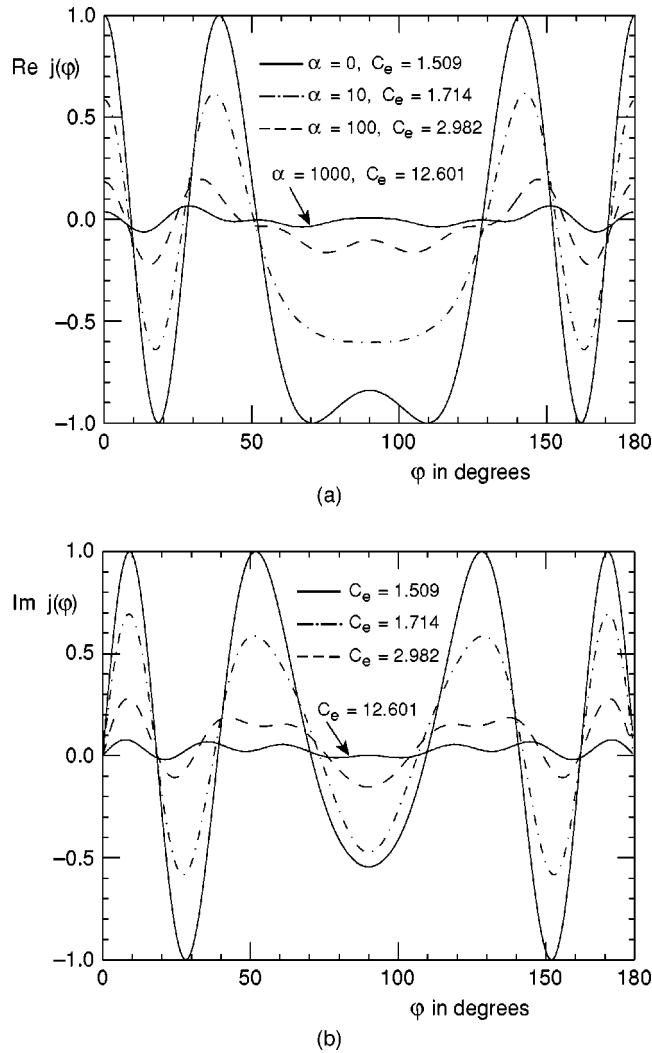 1.0
Re j(φ)
α = 0, Cₑ = 1.509
α = 10, Cₑ = 1.714
0.5
α = 100, Cₑ = 2.982
α = 1000, Cₑ = 12.601
0.0
−0.5
−1.0
0 50 100 150 180
φ in degrees
(a)
1.0
Im j(φ)
Cₑ = 1.509
Cₑ = 1.714
0.5
Cₑ = 2.982
Cₑ = 12.601
0.0
−0.5
−1.0
0 50 100 150 180
φ in degrees
(b)